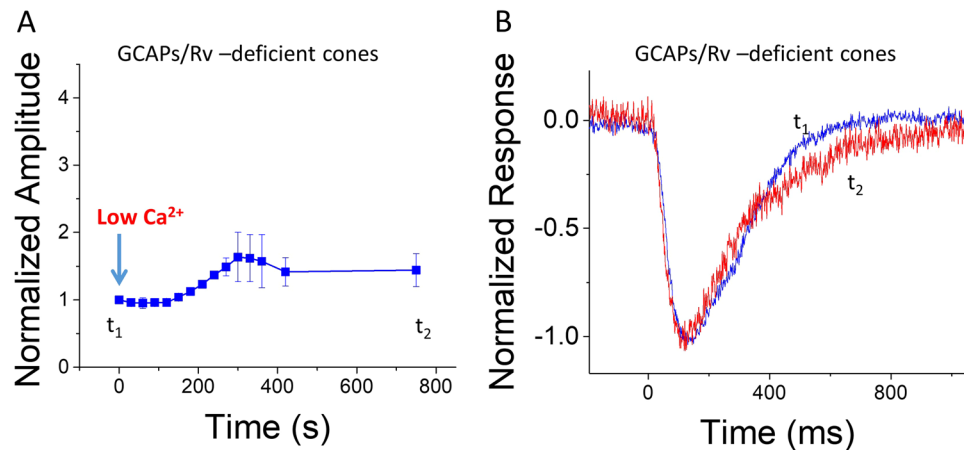 A
GCAPs/Rv –deficient cones
Normalized Amplitude
4
3
2
1
0
Low Ca²⁺
t₁
t₂
0
200
400
600
800
Time (s)
B
GCAPs/Rv –deficient cones
Normalized Response
0.0
-0.5
-1.0
t₁
t₂
0
400
800
Time (ms)